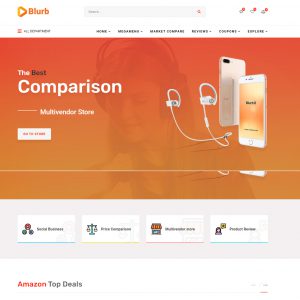 Blurb
Search
ALL DEPARTMENT
HOME
MEGAMENU
MARKET COMPARE
REVIEWS
COUPONS
EXPLORE
The Best
Comparison
Multivendor Store
GO TO STORE
Blurbil
Social Business
Price Comparison
Multivendor store
Product Review
Amazon Top Deals